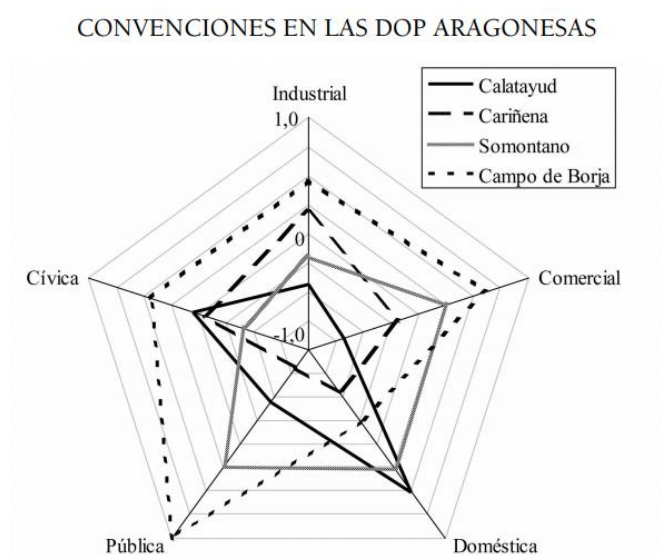 CONVENCIONES EN LAS DOP ARAGONESAS
Industrial
1,0
0
-1,0
Calatayud
Cariñena
Somontano
Campo de Borja
Cívica
Comercial
Pública
Doméstica